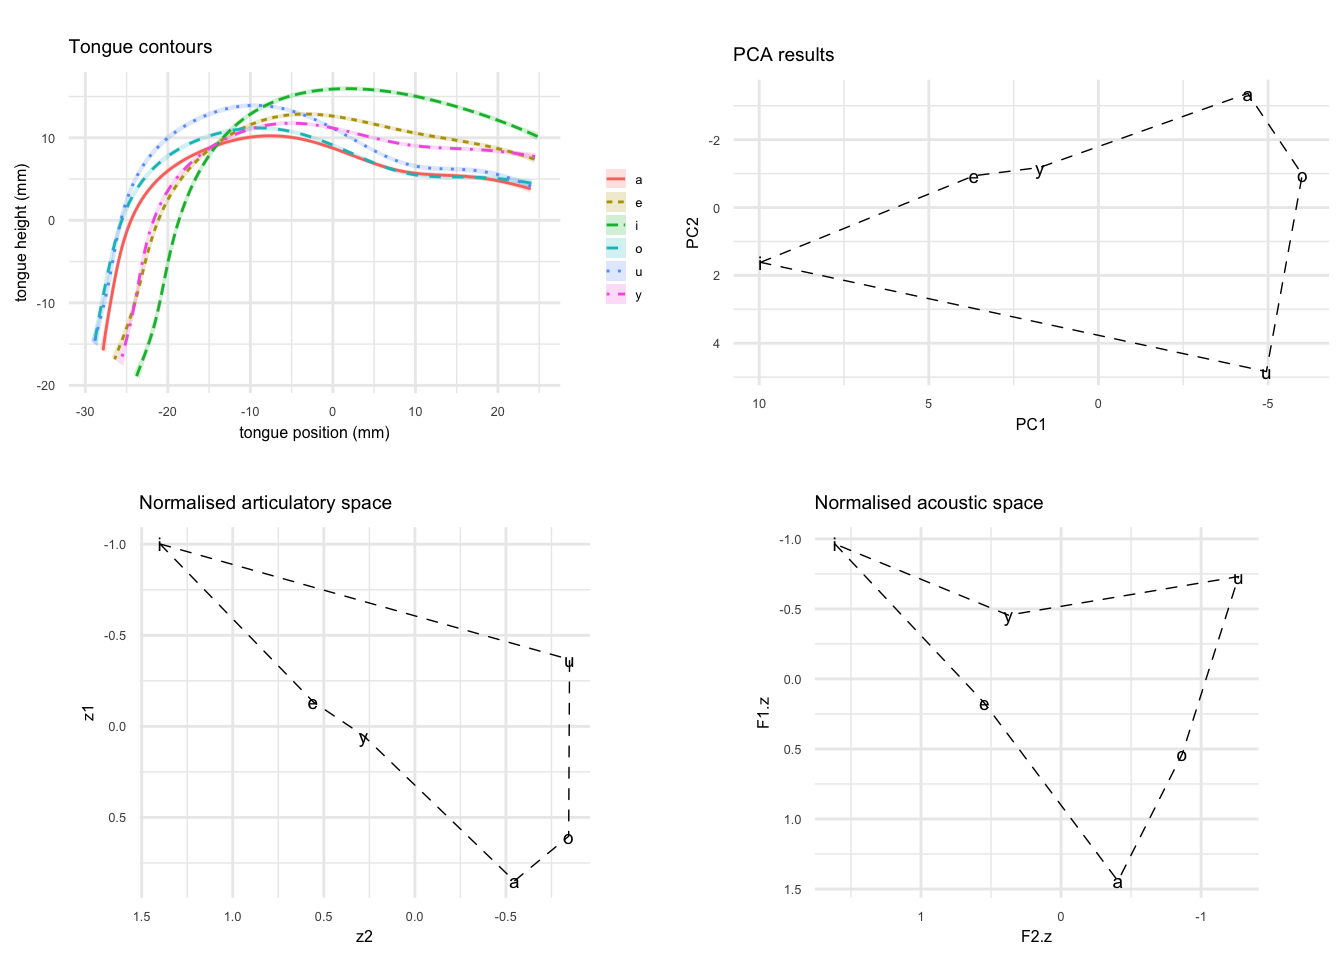 Tongue contours
tongue height (mm)
10
0
-10
-20
-30 -20 -10 0 10 20
tongue position (mm)
a
e
i
o
u
y
PCA results
PC2
-2
0
2
4
a
e
y
o
i
u
10 5 0 -5
PC1
Normalised articulatory space
z1
-1.0
-0.5
0.0
0.5
i
u
e
y
o
a
1.5 1.0 0.5 0.0 -0.5
z2
Normalised acoustic space
F1.z
-1.0
-0.5
0.0
0.5
1.0
1.5
i
u
y
e
o
a
1 0 -1
F2.z